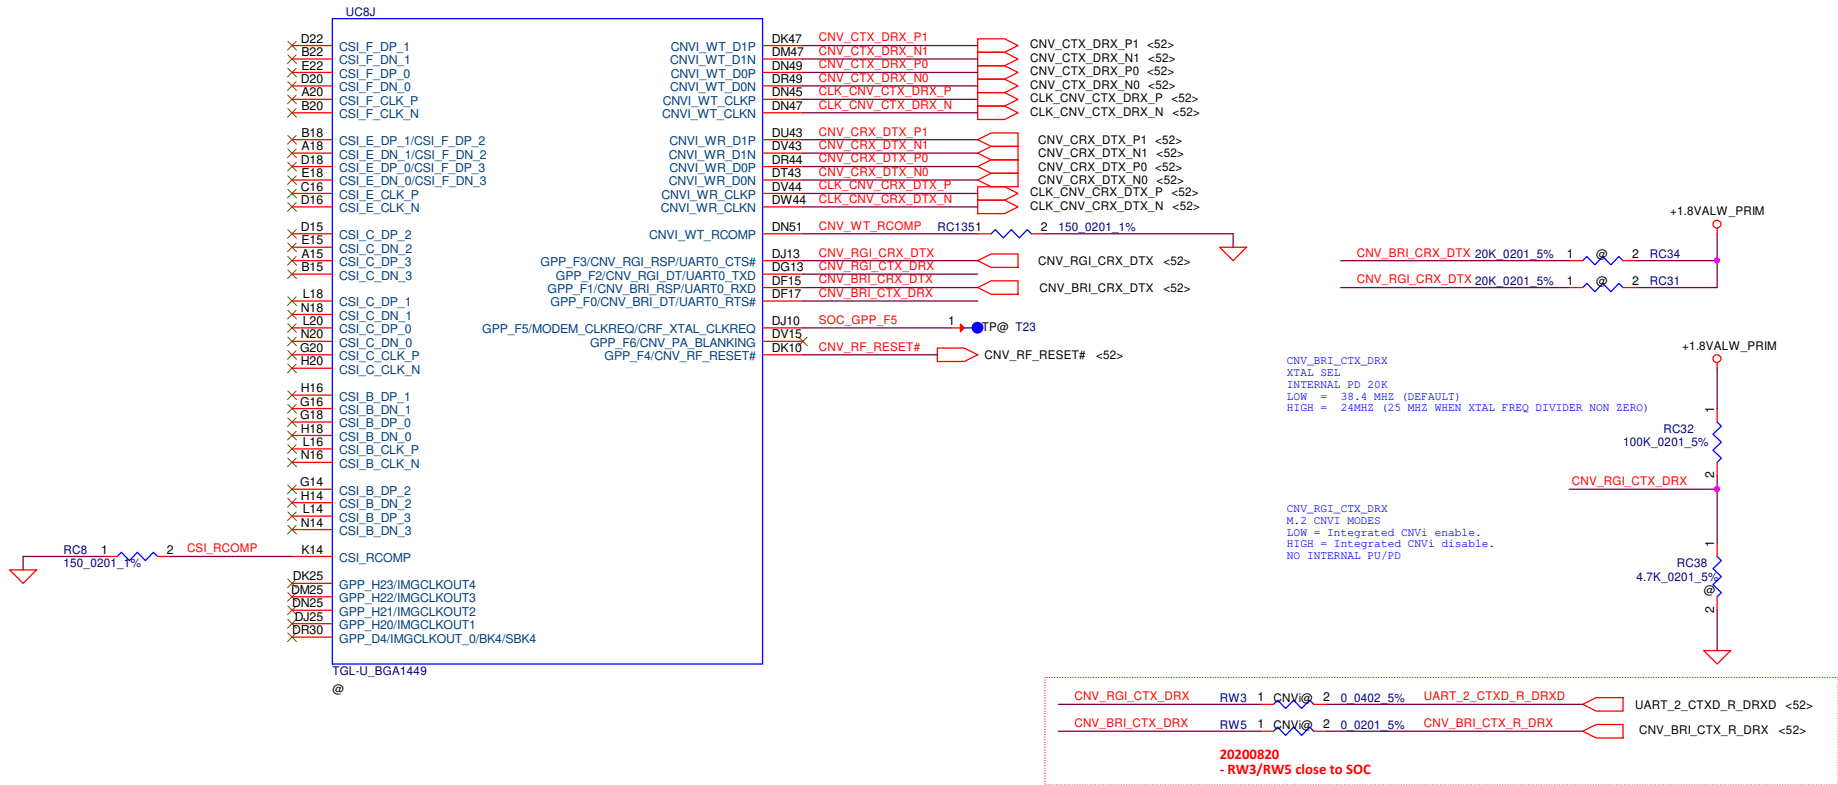 UC8J
D22 CSI_F_DP_1
B22 CSI_F_DN_1
E22 CSI_F_DP_0
D20 CSI_F_DN_0
A20 CSI_F_CLK_P
B20 CSI_F_CLK_N
B18 CSI_E_DP_1/CSI_F_DP_2
A18 CSI_E_DN_1/CSI_F_DN_2
D18 CSI_E_DP_0/CSI_F_DP_3
E18 CSI_E_DN_0/CSI_F_DN_3
C16 CSI_E_CLK_P
D16 CSI_E_CLK_N
D15 CSI_C_DP_2
E15 CSI_C_DN_2
A15 CSI_C_DP_3
B15 CSI_C_DN_3
L18 CSI_C_DP_1
N18 CSI_C_DN_1
L20 CSI_C_DP_0
N20 CSI_C_DN_0
G20 CSI_C_CLK_P
H20 CSI_C_CLK_N
H16 CSI_B_DP_1
G16 CSI_B_DN_1
G18 CSI_B_DP_0
H18 CSI_B_DN_0
L16 CSI_B_CLK_P
N16 CSI_B_CLK_N
G14 CSI_B_DP_2
H14 CSI_B_DN_2
L14 CSI_B_DP_3
N14 CSI_B_DN_3
RC8 1 2 CSI_RCOMP K14 CSI_RCOMP
150_0201_1%
DK25 GPP_H23/IMGCLKOUT4
DM25 GPP_H22/IMGCLKOUT3
DN25 GPP_H21/IMGCLKOUT2
DJ25 GPP_H20/IMGCLKOUT1
DR30 GPP_D4/IMGCLKOUT_0/BK4/SBK4
TGL-U_BGA1449
@
CNVI_WT_D1P DK47 CNV_CTX_DRX_P1 CNV_CTX_DRX_P1 <52>
CNVI_WT_D1N DM47 CNV_CTX_DRX_N1 CNV_CTX_DRX_N1 <52>
CNVI_WT_D0P DN49 CNV_CTX_DRX_P0 CNV_CTX_DRX_P0 <52>
CNVI_WT_D0N DR49 CNV_CTX_DRX_N0 CNV_CTX_DRX_N0 <52>
CNVI_WT_CLKP DN45 CLK_CNV_CTX_DRX_P CLK_CNV_CTX_DRX_P <52>
CNVI_WT_CLKN DN47 CLK_CNV_CTX_DRX_N CLK_CNV_CTX_DRX_N <52>
CNVI_WR_D1P DU43 CNV_CRX_DTX_P1 CNV_CRX_DTX_P1 <52>
CNVI_WR_D1N DV43 CNV_CRX_DTX_N1 CNV_CRX_DTX_N1 <52>
CNVI_WR_D0P DR44 CNV_CRX_DTX_P0 CNV_CRX_DTX_P0 <52>
CNVI_WR_D0N DT43 CNV_CRX_DTX_N0 CNV_CRX_DTX_N0 <52>
CNVI_WR_CLKP DV44 CLK_CNV_CRX_DTX_P CLK_CNV_CRX_DTX_P <52>
CNVI_WR_CLKN DW44 CLK_CNV_CRX_DTX_N CLK_CNV_CRX_DTX_N <52>
CNVI_WT_RCOMP DN51 CNV_WT_RCOMP RC1351 2 150_0201_1%
GPP_F3/CNV_RGI_RSP/UART0_CTS# DJ13 CNV_RGI_CRX_DTX CNV_RGI_CRX_DTX <52>
GPP_F2/CNV_RGI_DT/UART0_TXD DG13 CNV_RGI_CTX_DRX
GPP_F1/CNV_BRI_RSP/UART0_RXD DF15 CNV_BRI_CRX_DTX CNV_BRI_CRX_DTX <52>
GPP_F0/CNV_BRI_DT/UART0_RTS# DF17 CNV_BRI_CTX_DRX
GPP_F5/MODEM_CLKREQ/CRF_XTAL_CLKREQ DJ10 SOC_GPP_F5 1 TP@ T23
GPP_F6/CNV_PA_BLANKING DV15
GPP_F4/CNV_RF_RESET# DK10 CNV_RF_RESET# CNV_RF_RESET# <52>
+1.8VALW_PRIM
CNV_BRI_CRX_DTX 20K_0201_5% 1 @ 2 RC34
CNV_RGI_CRX_DTX 20K_0201_5% 1 @ 2 RC31
CNV_BRI_CTX_DRX
XTAL SEL
INTERNAL PD 20K
LOW = 38.4 MHZ (DEFAULT)
HIGH = 24MHZ (25 MHZ WHEN XTAL FREQ DIVIDER NON ZERO)
+1.8VALW_PRIM
1
RC32
100K_0201_5%
2
CNV_RGI_CTX_DRX
CNV_RGI_CTX_DRX
M.2 CNVI MODES
LOW = Integrated CNVi enable.
HIGH = Integrated CNVi disable.
NO INTERNAL PU/PD
1
RC38
4.7K_0201_5%
@
2
CNV_RGI_CTX_DRX RW3 1 CNVi@ 2 0_0402_5% UART_2_CTXD_R_DRXD UART_2_CTXD_R_DRXD <52>
CNV_BRI_CTX_DRX RW5 1 CNVi@ 2 0_0201_5% CNV_BRI_CTX_R_DRX CNV_BRI_CTX_R_DRX <52>
20200820
- RW3/RW5 close to SOC